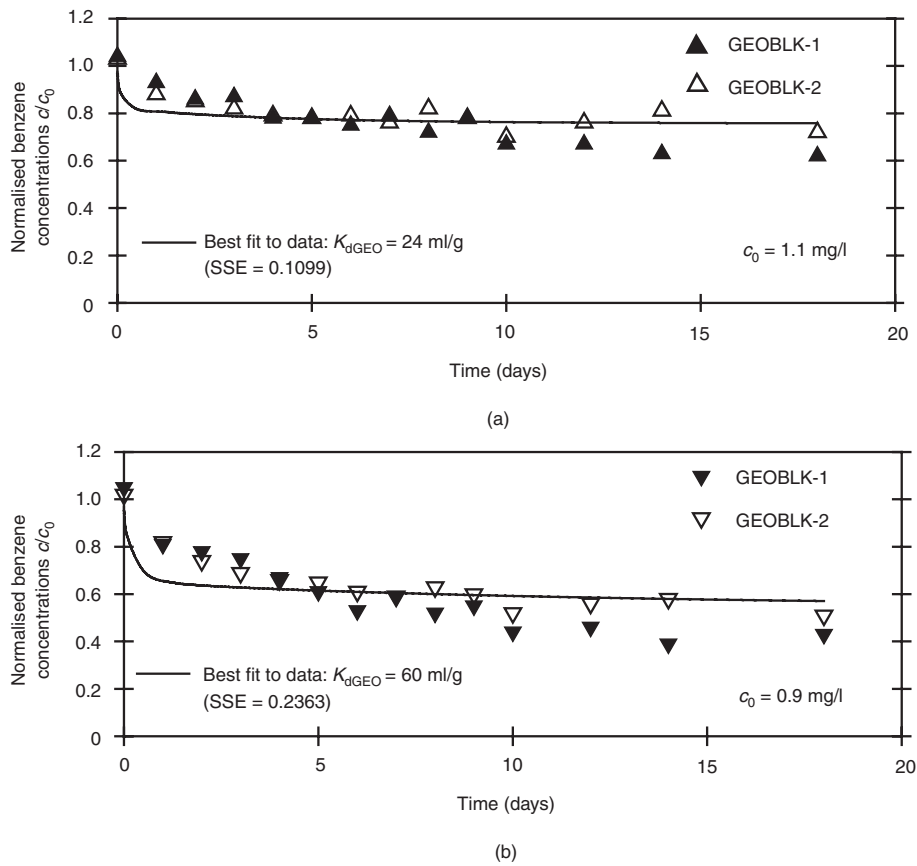 1.2
1.0
0.8
0.6
0.4
0.2
0
Normalised benzene
concentrations c/c0
GEOBLK-1
GEOBLK-2
Best fit to data: KdGEO = 24 ml/g
(SSE = 0.1099)
c0 = 1.1 mg/l
0 5 10 15 20
Time (days)
(a)
1.2
1.0
0.8
0.6
0.4
0.2
0
Normalised benzene
concentrations c/c0
GEOBLK-1
GEOBLK-2
Best fit to data: KdGEO = 60 ml/g
(SSE = 0.2363)
c0 = 0.9 mg/l
0 5 10 15 20
Time (days)
(b)